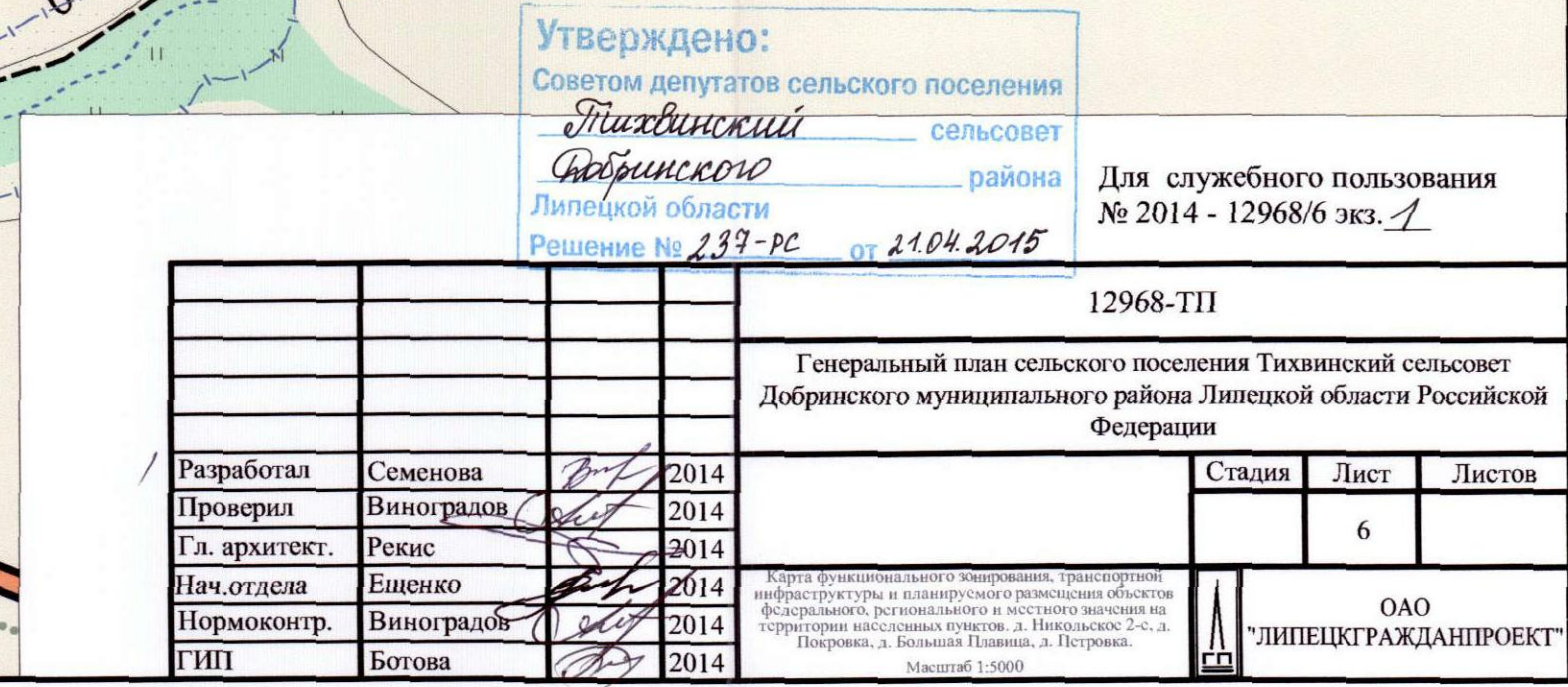 Утверждено:
Советом депутатов сельского поселения
Тихвинский сельсовет
Добринского района
Липецкой области
Решение № 237-РС от 21.04.2015
Для служебного пользования
№ 2014 - 12968/6 экз. 1
12968-ТП
Генеральный план сельского поселения Тихвинский сельсовет
Добринского муниципального района Липецкой области Российской
Федерации
Разработал Семенова 2014
Проверил Виноградов 2014
Гл. архитект. Рекис 2014
Нач.отдела Ещенко 2014
Нормоконтр. Виноградов 2014
ГИП Ботова 2014
Стадия Лист Листов
6
Карта функционального зонирования, транспортной
инфраструктуры и планируемого размещения объектов
федерального, регионального и местного значения на
территории населенных пунктов. д. Никольское 2-е, д.
Покровка, д. Большая Плавица, д. Петровка.
Масштаб 1:5000
ГП
ОАО
"ЛИПЕЦКГРАЖДАНПРОЕКТ"